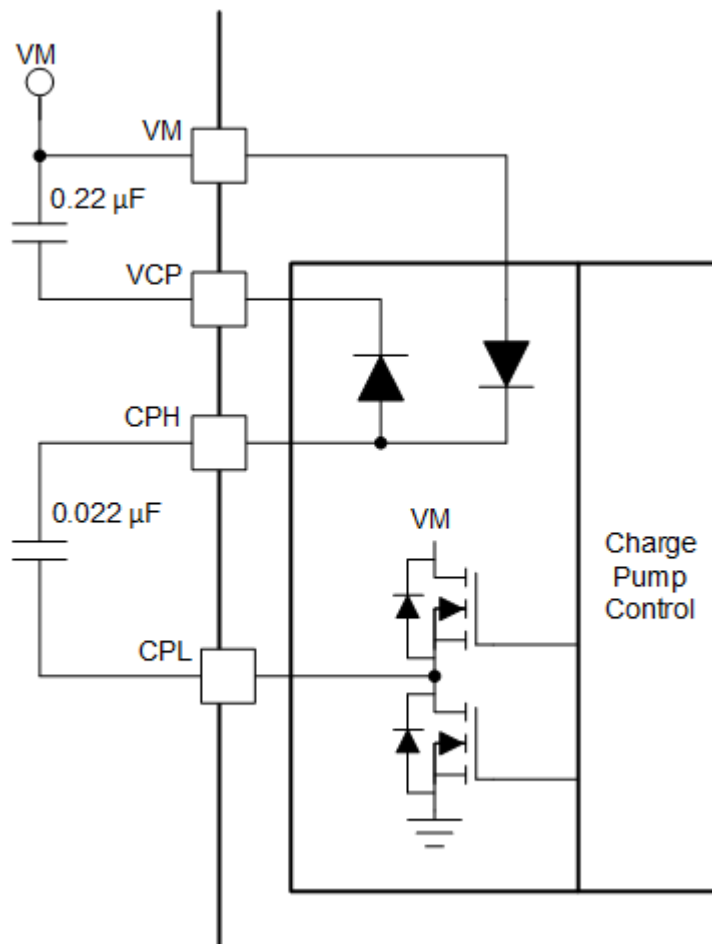 VM
VM
0.22 µF
VCP
CPH
0.022 µF
VM
Charge
Pump
Control
CPL